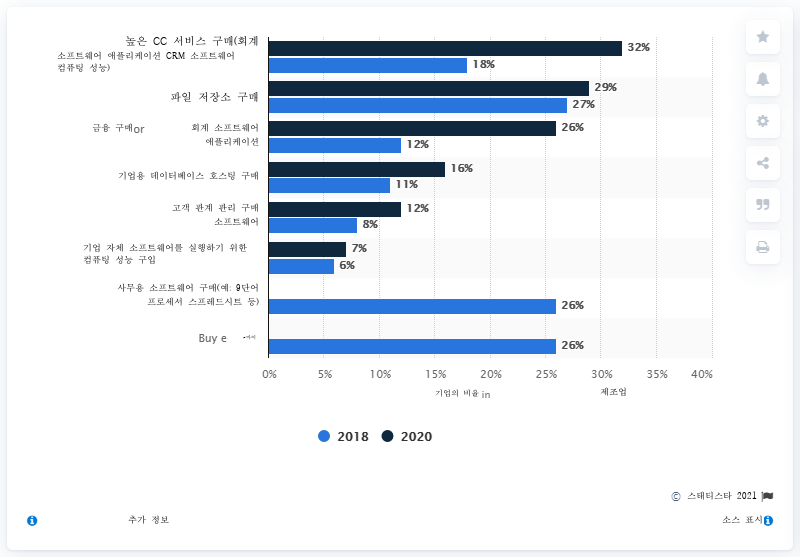 높은 CC 서비스 구매(회계
소프트웨어 애플리케이션 CRM 소프트웨어
컴퓨팅 성능)
32%
18%
파일 저장소 구매
29%
27%
금융 구매or 회계 소프트웨어
애플리케이션
26%
12%
기업용 데이터베이스 호스팅 구매
16%
11%
고객 관계 관리 구매
소프트웨어
12%
8%
기업 자체 소프트웨어를 실행하기 위한
컴퓨팅 성능 구입
7%
6%
사무용 소프트웨어 구매(예: 9단어
프로세서 스프레드시트 등)
26%
Buy e
26%
0% 5% 10% 15% 20% 25% 30% 35% 40%
기업의 비율 in 제조업
2018 2020
© 스태티스타 2021
추가 정보 소스 표시